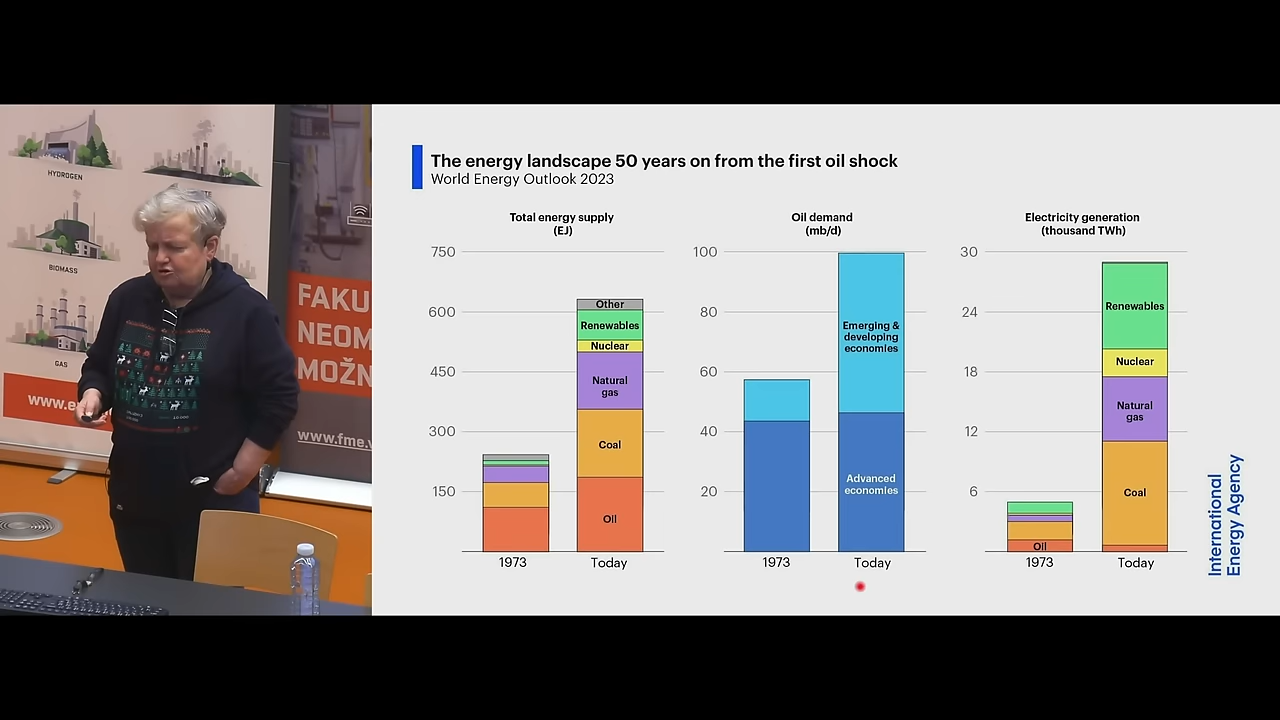 HYDROGEN
BIOMASS
GAS
FAKU
NEOM
MOŽN
www.fme.v
The energy landscape 50 years on from the first oil shock
World Energy Outlook 2023
Total energy supply
(EJ)
750
600
450
300
150
Other
Renewables
Nuclear
Natural
gas
Coal
Oil
1973
Today
Oil demand
(mb/d)
100
80
60
40
20
Emerging &
developing
economies
Advanced
economies
1973
Today
Electricity generation
(thousand TWh)
30
24
18
12
6
Renewables
Nuclear
Natural
gas
Coal
Oil
1973
Today
International
Energy Agency